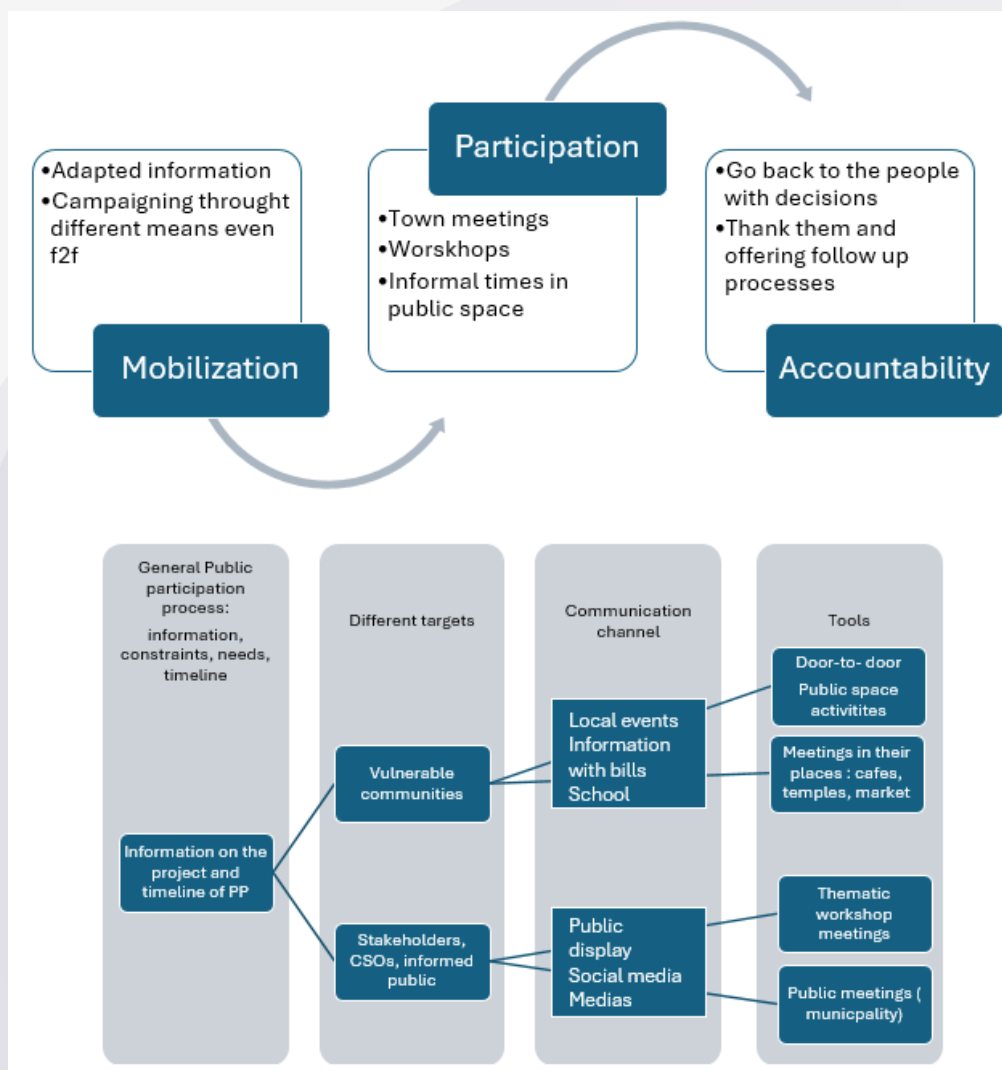 •Adapted information
•Campaigning throught
different means even
f2f
Mobilization
Participation
•Town meetings
•Worskhops
•Informal times in
public space
•Go back to the people
with decisions
•Thank them and
offering follow up
processes
Accountability
General Public
participation
process:
information,
constraints, needs,
timeline
Information on the
project and
timeline of PP
Different targets
Vulnerable
communities
Stakeholders,
CSOs, informed
public
Communication
channel
Local events
Information
with bills
School
Public
display
Social media
Medias
Tools
Door-to- door
Public space
activitites
Meetings in their
places : cafes,
temples, market
Thematic
workshop
meetings
Public meetings (
municpality)